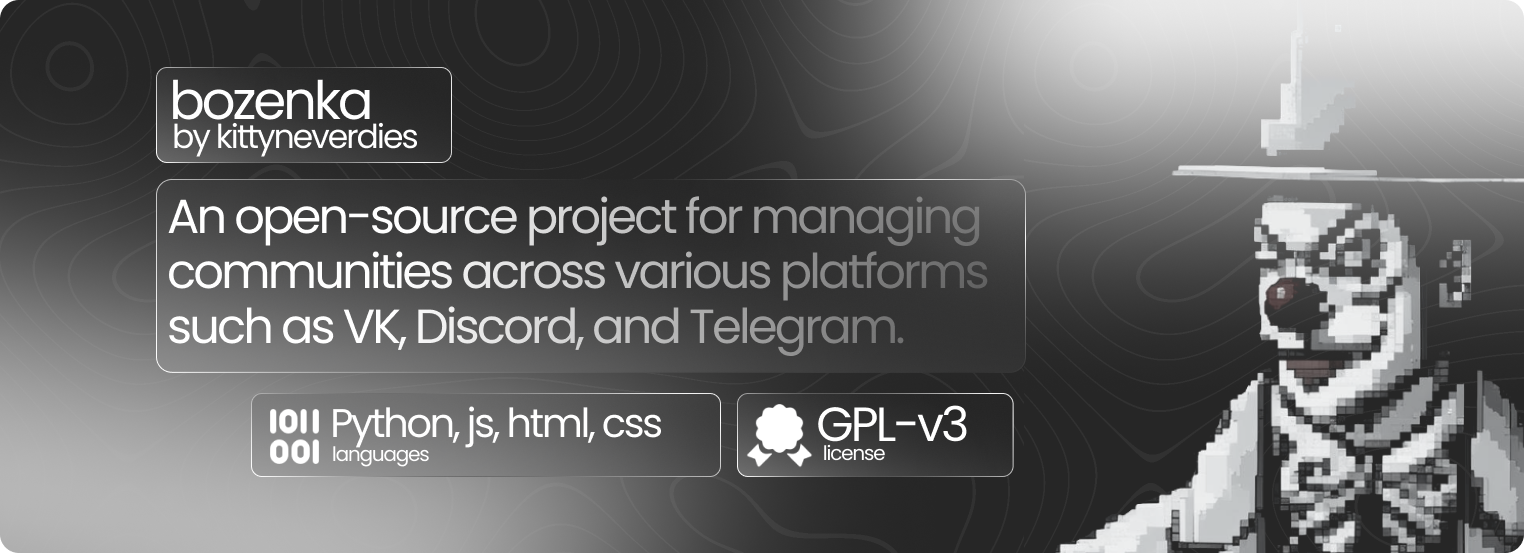 bozenka
by kittyneverdies
An open-source project for managing
communities across various platforms
such as VK, Discord, and Telegram.
1011
001
Python, js, html, css
languages
GPL-v3
license